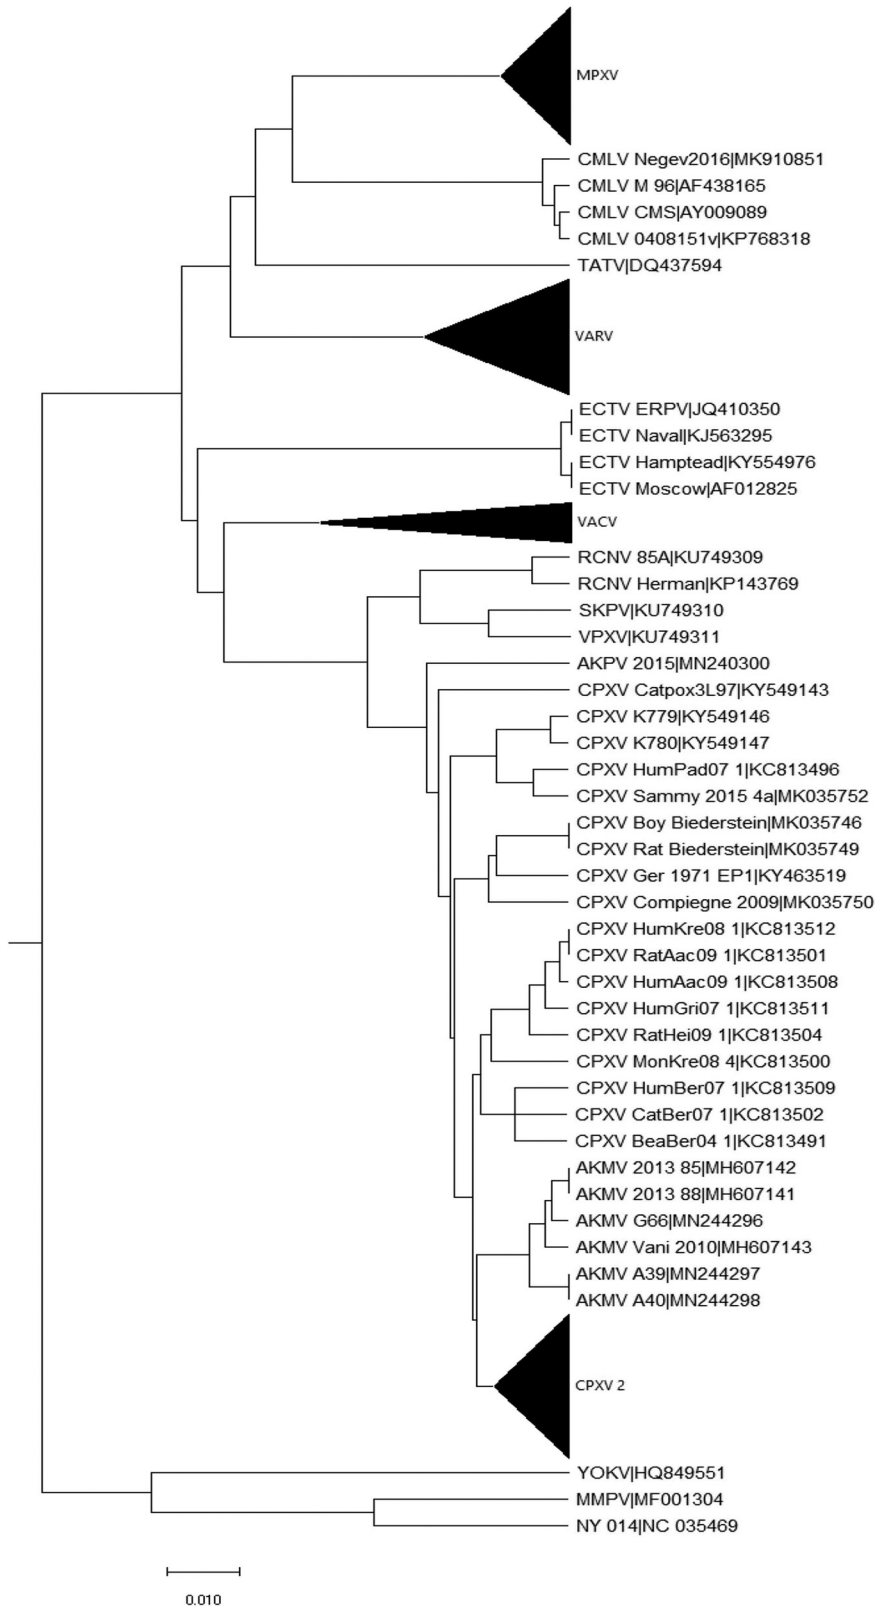 MPXV
CMLV Negev2016|MK910851
CMLV M 96|AF438165
CMLV CMS|AY009089
CMLV 0408151v|KP768318
TATV|DQ437594
VARV
ECTV ERPV|JQ410350
ECTV Naval|KJ563295
ECTV Hamptead|KY554976
ECTV Moscow|AF012825
VACV
RCNV 85A|KU749309
RCNV Herman|KP143769
SKPV|KU749310
VPXV|KU749311
AKPV 2015|MN240300
CPXV Catpox3L97|KY549143
CPXV K779|KY549146
CPXV K780|KY549147
CPXV HumPad07 1|KC813496
CPXV Sammy 2015 4a|MK035752
CPXV Boy Biederstein|MK035746
CPXV Rat Biederstein|MK035749
CPXV Ger 1971 EP1|KY463519
CPXV Compiegne 2009|MK035750
CPXV HumKre08 1|KC813512
CPXV RatAac09 1|KC813501
CPXV HumAac09 1|KC813508
CPXV HumGri07 1|KC813511
CPXV RatHei09 1|KC813504
CPXV MonKre08 4|KC813500
CPXV HumBer07 1|KC813509
CPXV CatBer07 1|KC813502
CPXV BeaBer04 1|KC813491
AKMV 2013 85|MH607142
AKMV 2013 88|MH607141
AKMV G66|MN244296
AKMV Vani 2010|MH607143
AKMV A39|MN244297
AKMV A40|MN244298
CPXV 2
YOKV|HQ849551
MMPV|MF001304
NY 014|NC 035469
0.010